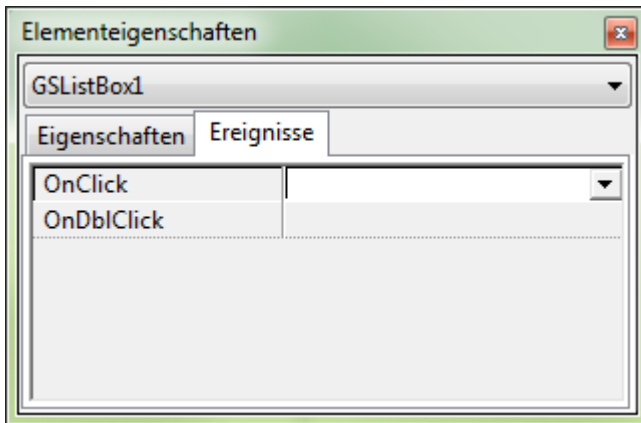 Elementeigenschaften
GSListBox1
Eigenschaften Ereignisse
OnClick
OnDblClick